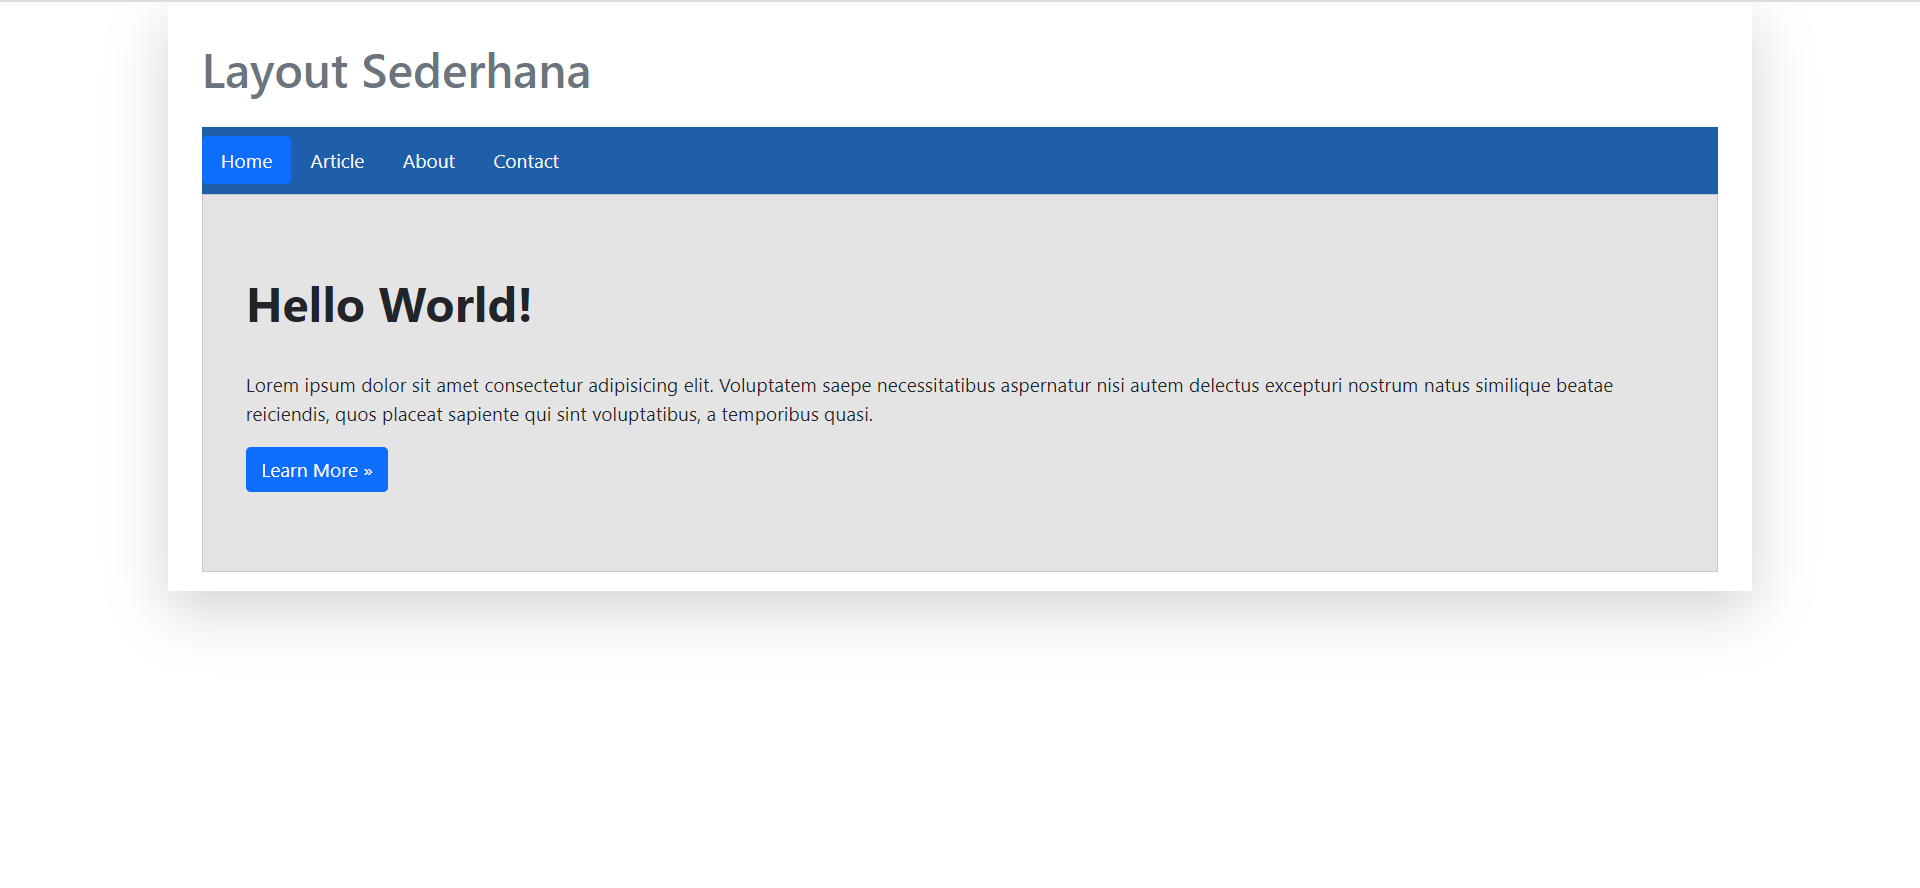 Layout Sederhana
Home Article About Contact
Hello World!
Lorem ipsum dolor sit amet consectetur adipisicing elit. Voluptatem saepe necessitatibus aspernatur nisi autem delectus excepturi nostrum natus similique beatae
reiciendis, quos placeat sapiente qui sint voluptatibus, a temporibus quasi.
Learn More »